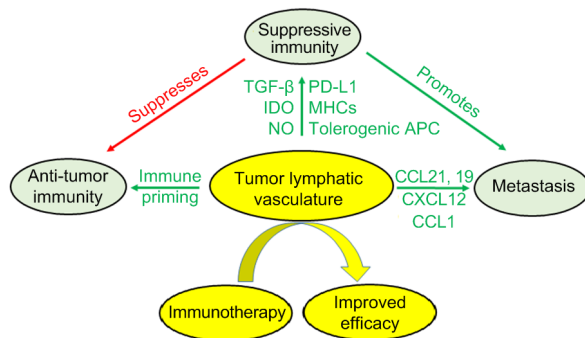 Suppressive
immunity
Suppresses
Promotes
TGF-β PD-L1
IDO MHCs
NO Tolerogenic APC
Anti-tumor
immunity
Immune
priming
Tumor lymphatic
vasculature
CCL21, 19
CXCL12
CCL1
Metastasis
Immunotherapy
Improved
efficacy